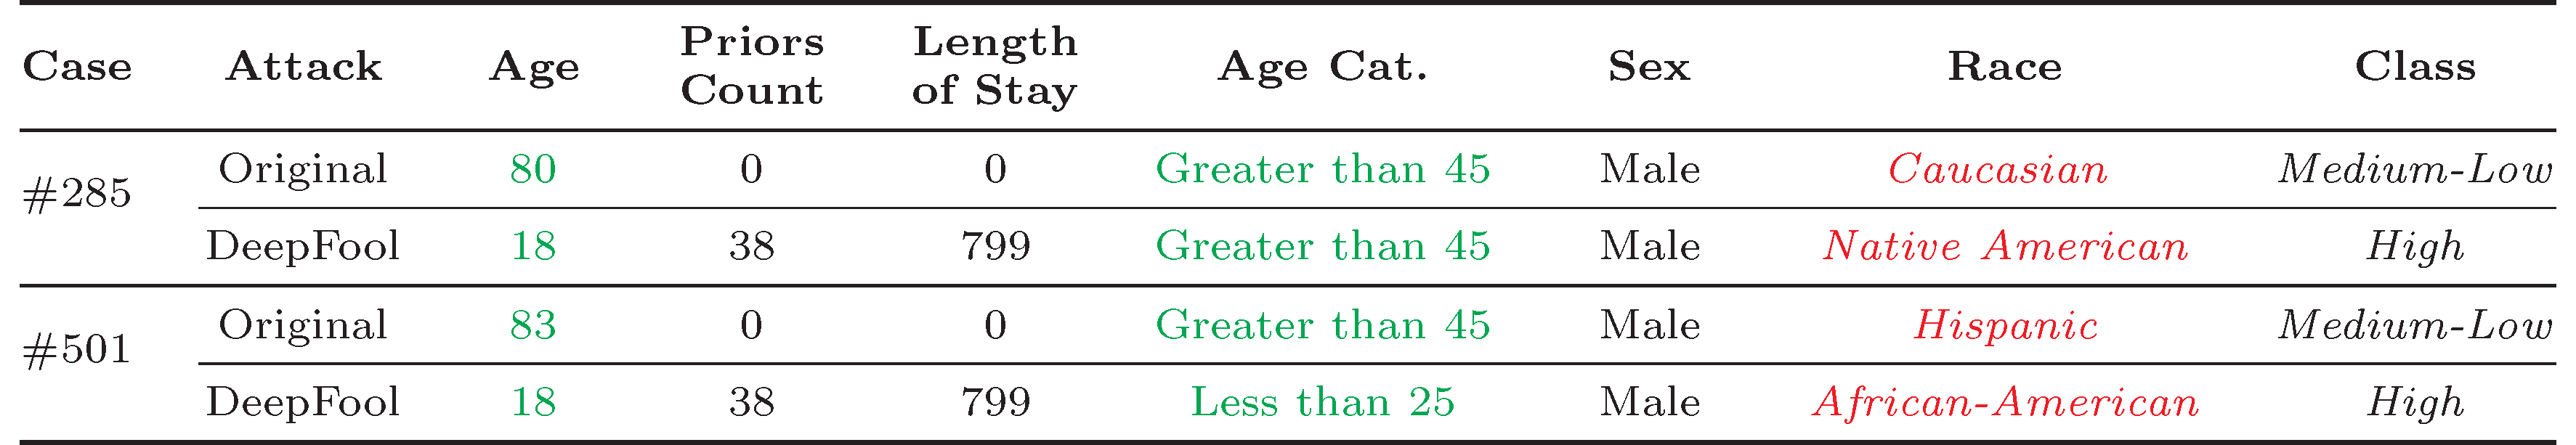 Case Attack Age Priors Count Length of Stay Age Cat. Sex Race Class
#285 Original 80 0 0 Greater than 45 Male Caucasian Medium-Low
DeepFool 18 38 799 Greater than 45 Male Native American High
#501 Original 83 0 0 Greater than 45 Male Hispanic Medium-Low
DeepFool 18 38 799 Less than 25 Male African-American High